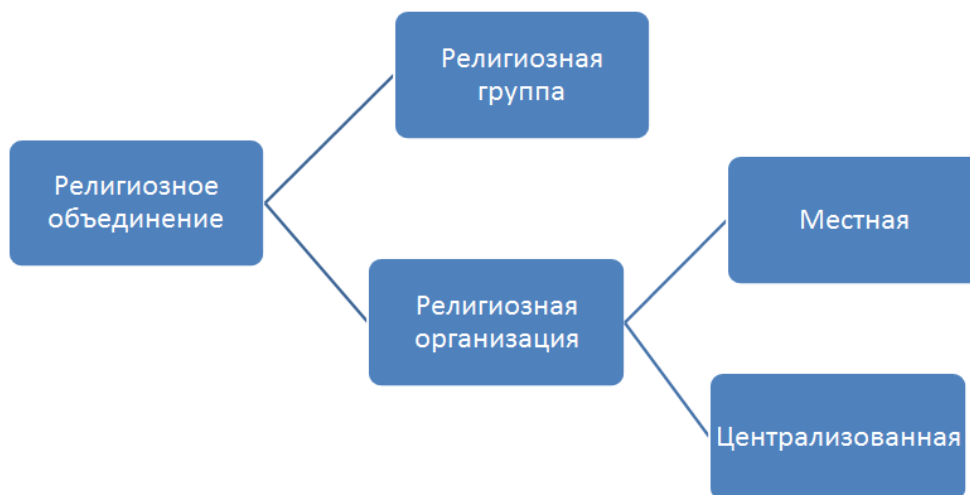 Религиозная
группа
Религиозное
объединение
Местная
Религиозная
организация
Централизованная